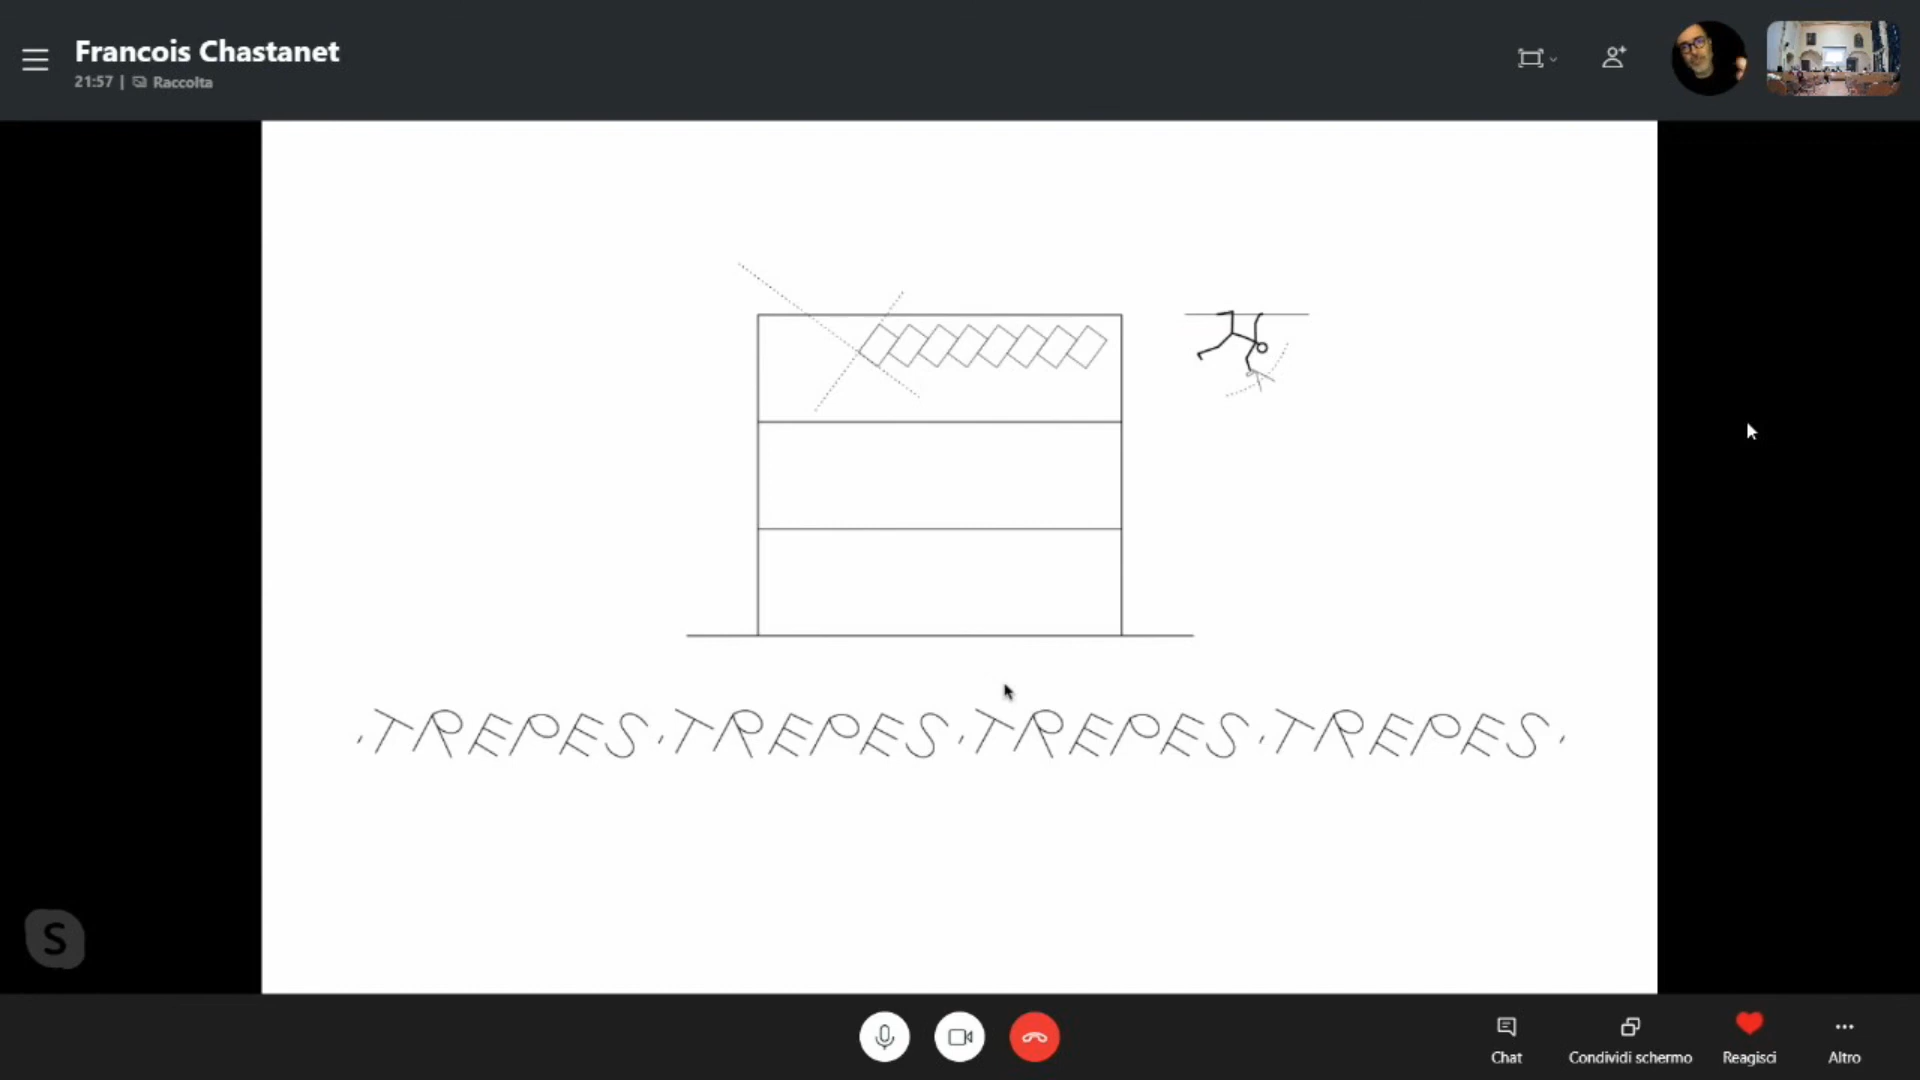 Francois Chastanet
21:57 | Raccolta
·TREPES·TREPES·TREPES·TREPES·
S
Chat
Condividi schermo
Reagisci
Altro